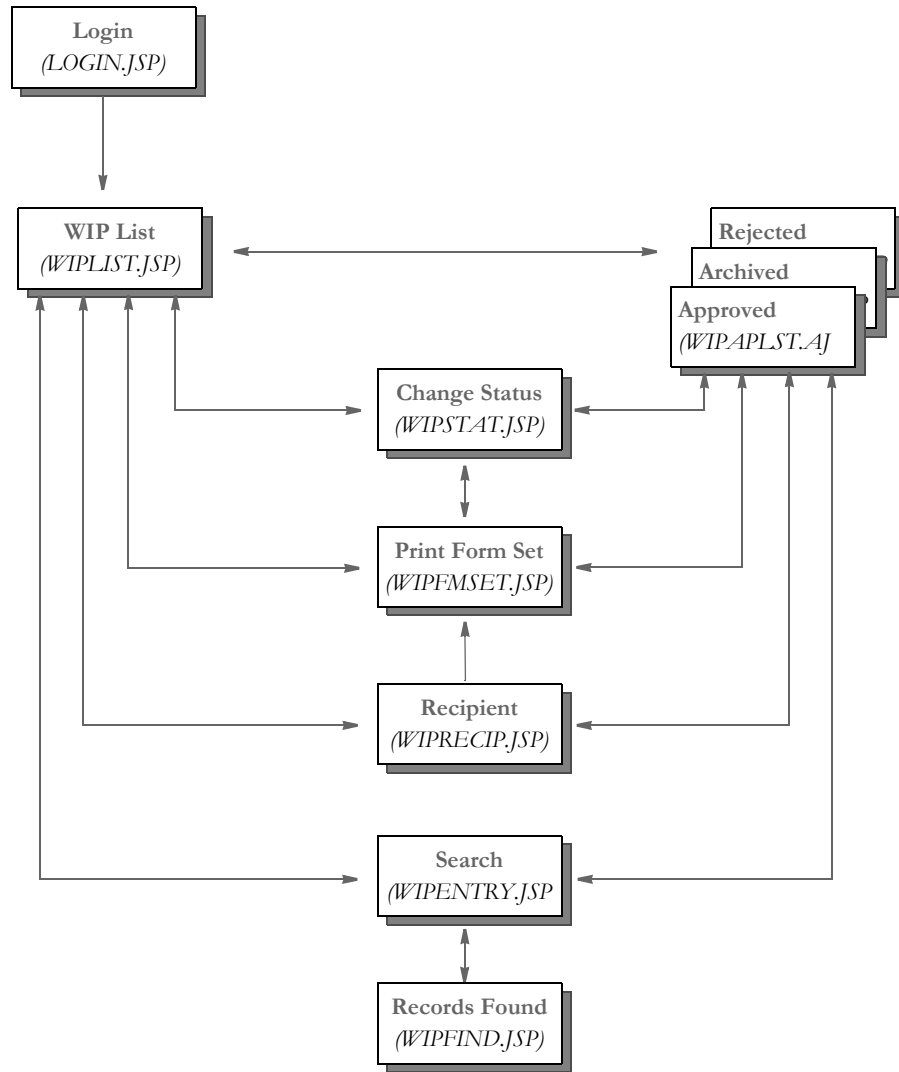 Login
(LOGIN.JSP)
WIP List
(WIPLIST.JSP)
Rejected
Archived
Approved
(WIPAPLST.AJ
Change Status
(WIPSTAT.JSP)
Print Form Set
(WIPFMSET.JSP)
Recipient
(WIPRECIP.JSP)
Search
(WIPENTRY.JSP
Records Found
(WIPFIND.JSP)